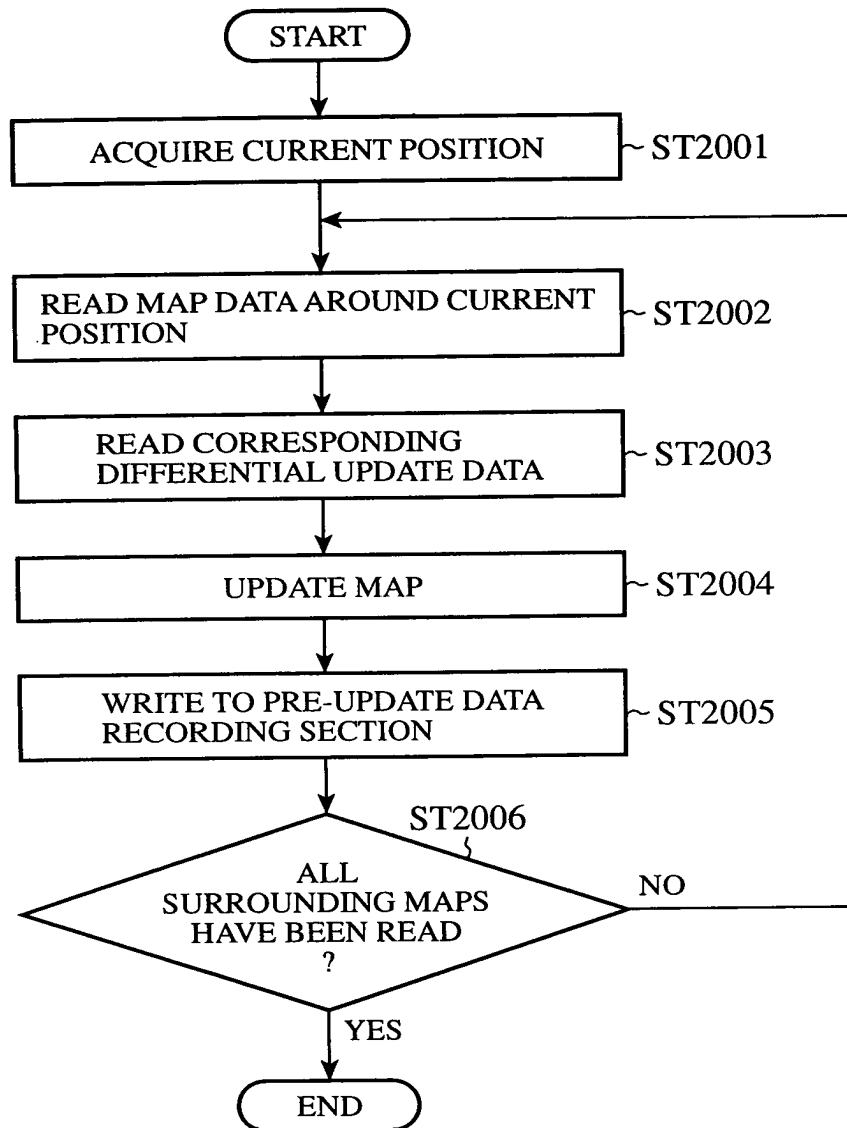 START
ACQUIRE CURRENT POSITION
ST2001
READ MAP DATA AROUND CURRENT
POSITION
ST2002
READ CORRESPONDING
DIFFERENTIAL UPDATE DATA
ST2003
UPDATE MAP
ST2004
WRITE TO PRE-UPDATE DATA
RECORDING SECTION
ST2005
ST2006
ALL
SURROUNDING MAPS
HAVE BEEN READ
?
NO
YES
END